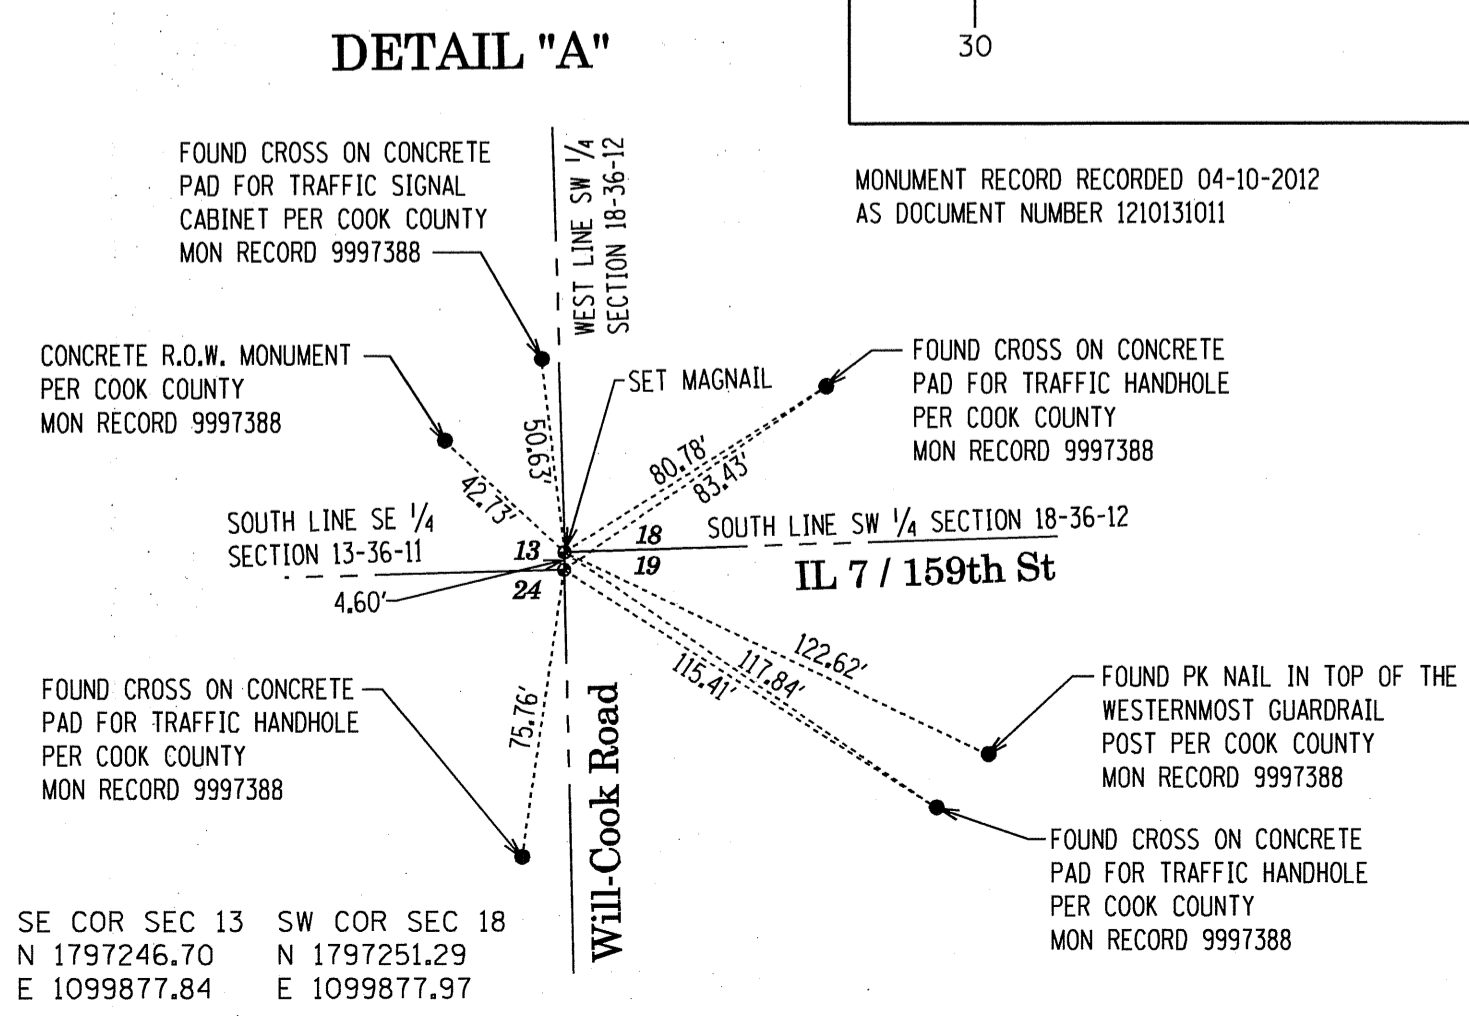 DETAIL "A"
30
MONUMENT RECORD RECORDED 04-10-2012
AS DOCUMENT NUMBER 1210131011
FOUND CROSS ON CONCRETE
PAD FOR TRAFFIC SIGNAL
CABINET PER COOK COUNTY
MON RECORD 9997388
WEST LINE SW 1/4
SECTION 18-36-12
CONCRETE R.O.W. MONUMENT
PER COOK COUNTY
MON RECORD 9997388
SET MAGNAIL
FOUND CROSS ON CONCRETE
PAD FOR TRAFFIC HANDHOLE
PER COOK COUNTY
MON RECORD 9997388
50.63'
42.73'
80.78'
83.43'
SOUTH LINE SE 1/4
SECTION 13-36-11
13
18
SOUTH LINE SW 1/4 SECTION 18-36-12
24
19
IL 7 / 159th St
4.60'
122.62'
117.84'
115.41'
75.76'
FOUND CROSS ON CONCRETE
PAD FOR TRAFFIC HANDHOLE
PER COOK COUNTY
MON RECORD 9997388
Will-Cook Road
FOUND PK NAIL IN TOP OF THE
WESTERNMOST GUARDRAIL
POST PER COOK COUNTY
MON RECORD 9997388
FOUND CROSS ON CONCRETE
PAD FOR TRAFFIC HANDHOLE
PER COOK COUNTY
MON RECORD 9997388
SE COR SEC 13
N 1797246.70
E 1099877.84
SW COR SEC 18
N 1797251.29
E 1099877.97